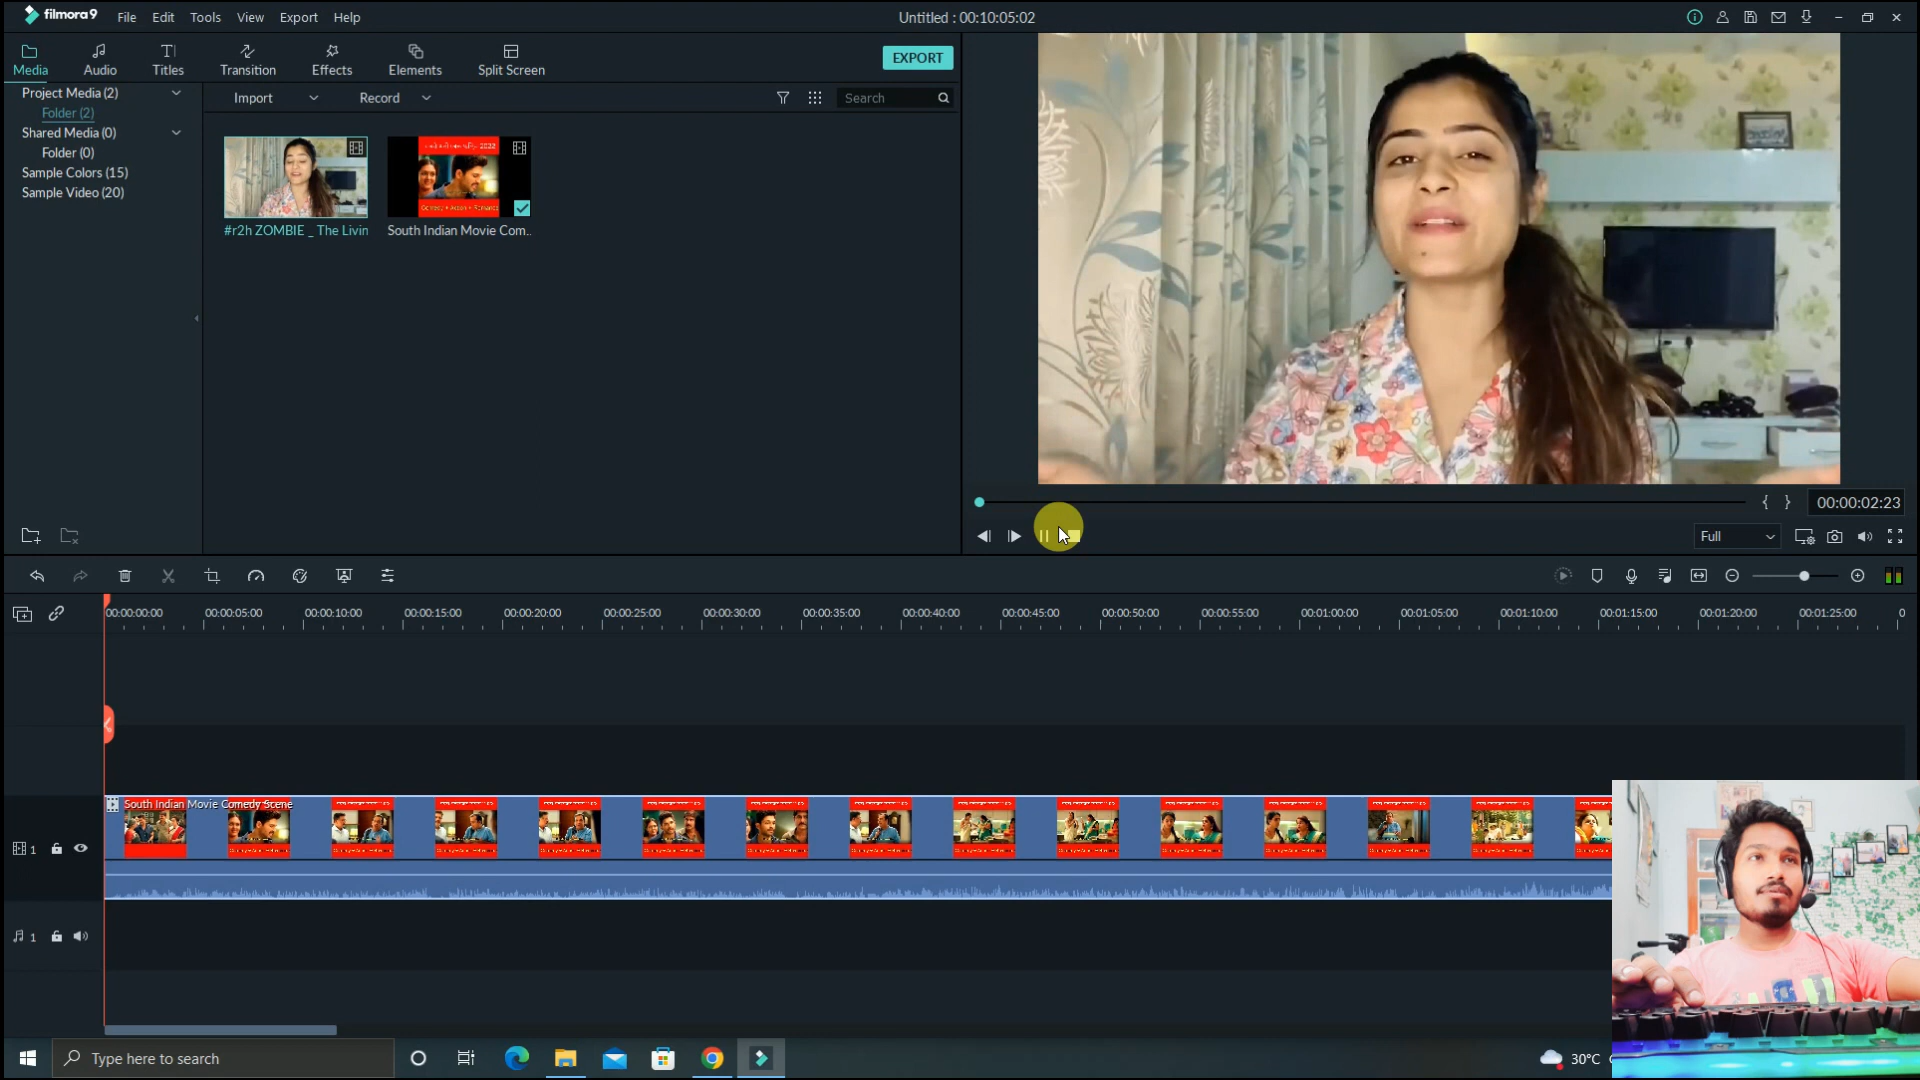 filmora9 File Edit Tools View Export Help
Untitled : 00:10:05:02
Media Audio Titles Transition Effects Elements Split Screen
EXPORT
Project Media (2)
Folder (2)
Shared Media (0)
Folder (0)
Sample Colors (15)
Sample Video (20)
Import Record Search
2022
#r2h ZOMBIE _ The Livin
South Indian Movie Com..
{ } 00:00:02:23
Full
00:00:00:00 00:00:05:00 00:00:10:00 00:00:15:00 00:00:20:00 00:00:25:00 00:00:30:00 00:00:35:00 00:00:40:00 00:00:45:00 00:00:50:00 00:00:55:00 00:01:00:00 00:01:05:00 00:01:10:00 00:01:15:00 00:01:20:00 00:01:25:00 0
South Indian Movie Comedy Scene
1
1
Type here to search
30°C